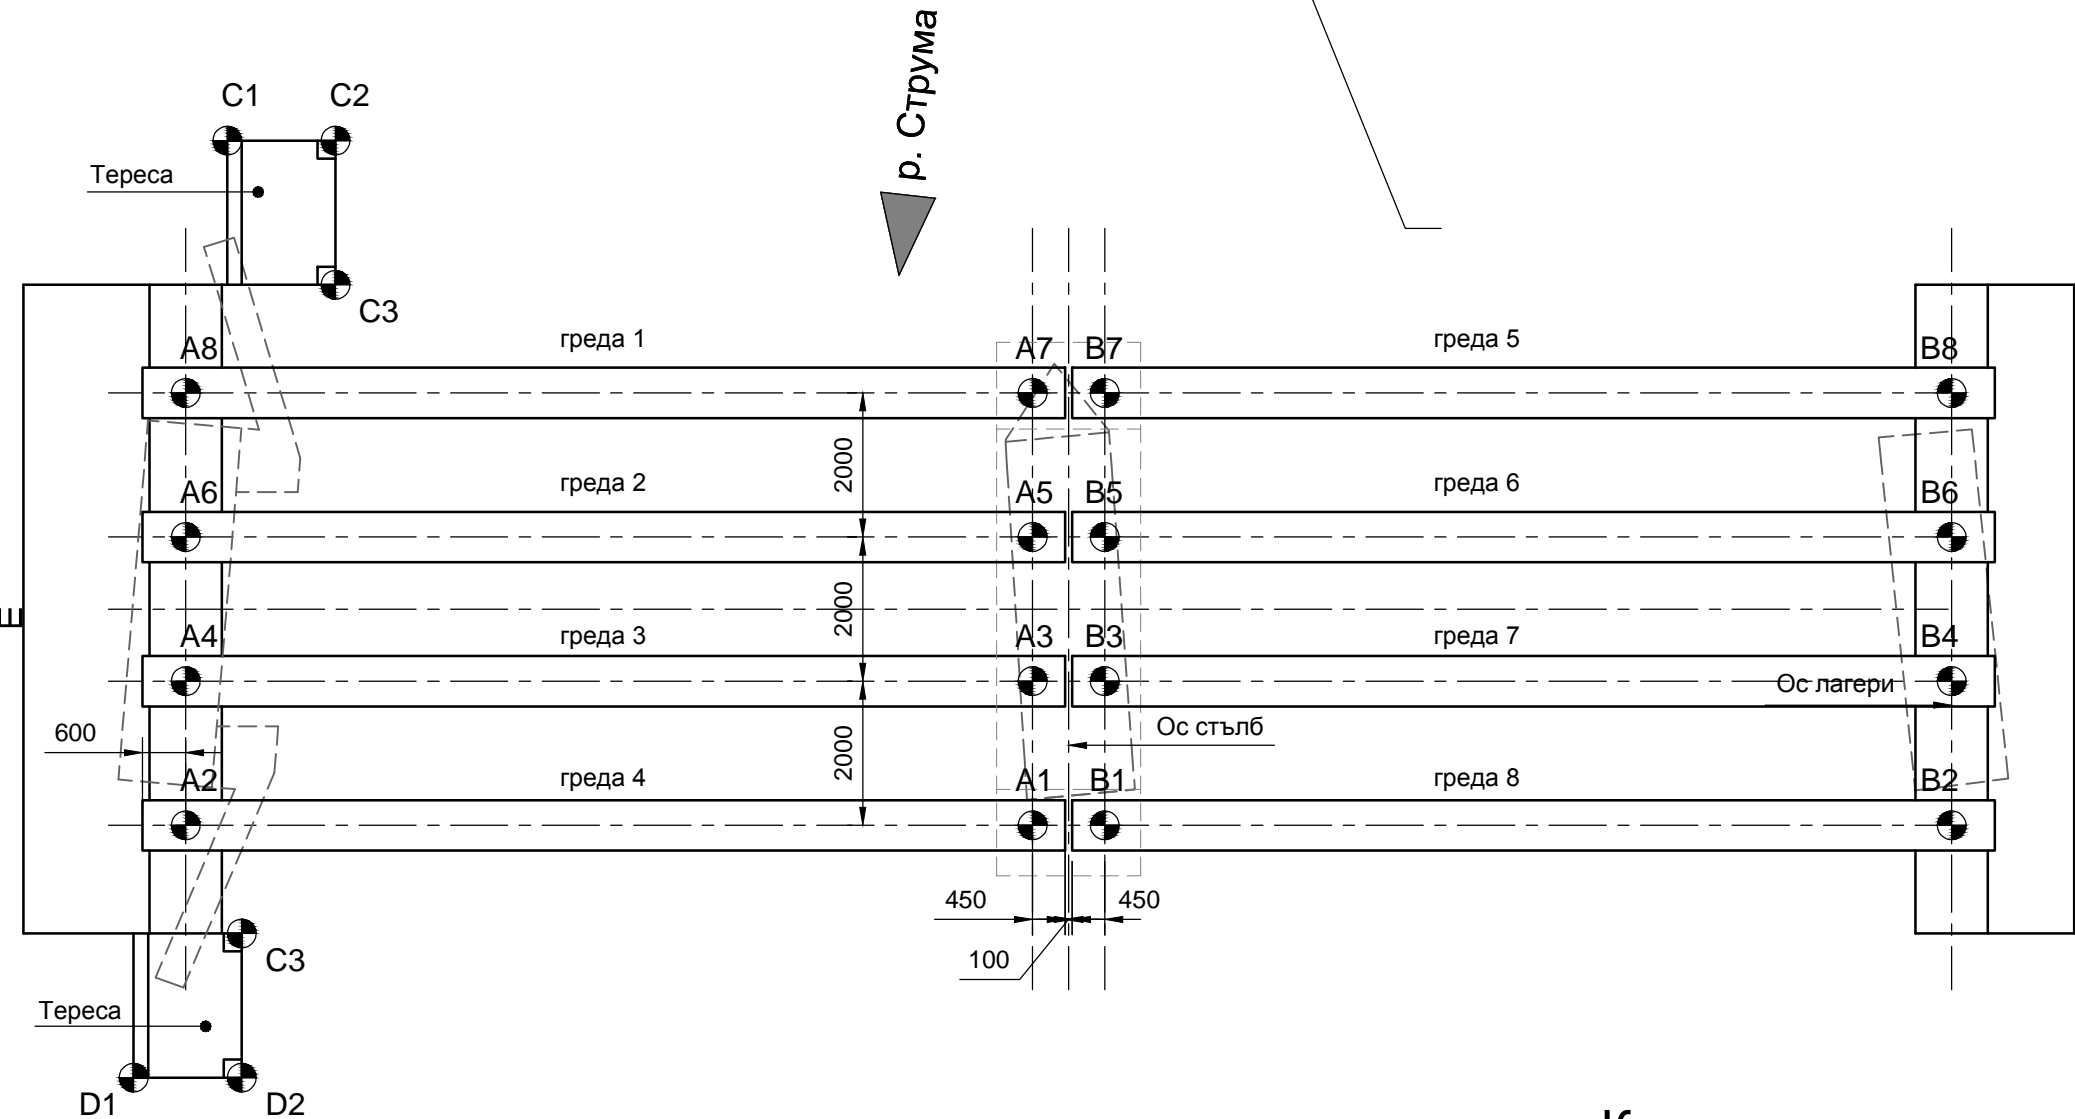 р. Струма
C1 C2
Тереса
C3
греда 1 греда 5
A8 A7 B7 B8
2000
греда 2 греда 6
A6 A5 B5 B6
2000
греда 3 греда 7
A4 A3 B3 B4
Ос лагери
600 Ос стълб
2000
греда 4 греда 8
A2 A1 B1 B2
450 450
100
C3
Тереса
D1 D2